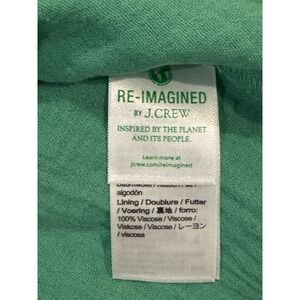 RE-IMAGINED
BY J.CREW
INSPIRED BY THE PLANET
AND ITS PEOPLE.
Learn more at
jcrew.com/reimagined
algodón
Lining / Doublure / Futter
/ Voering / 裏地 / forro:
100% Viscose / Viscose /
Viskose / Viscose / レーヨン
/ viscosa